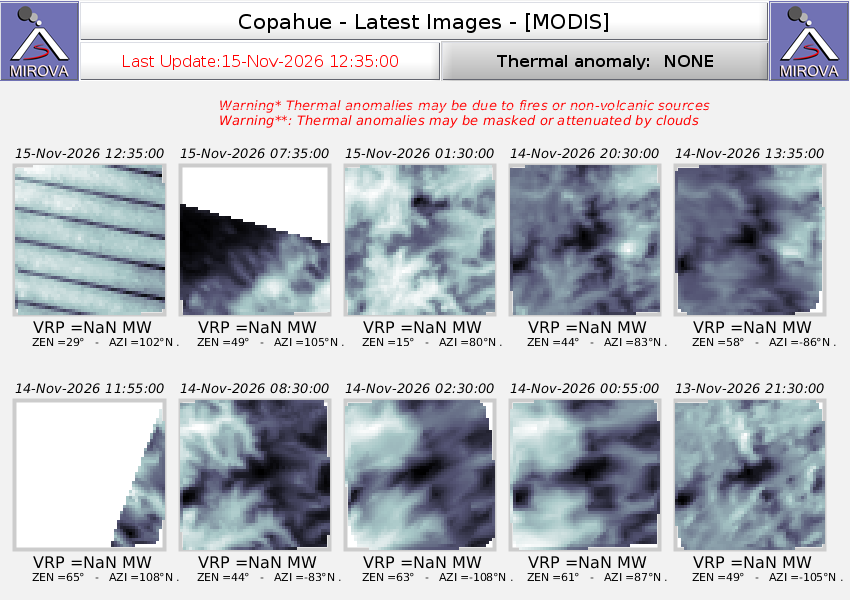 Copahue - Latest Images - [MODIS]
MIROVA
Last Update:15-Nov-2026 12:35:00
Thermal anomaly: NONE
MIROVA
Warning* Thermal anomalies may be due to fires or non-volcanic sources
Warning**: Thermal anomalies may be masked or attenuated by clouds
15-Nov-2026 12:35:00 15-Nov-2026 07:35:00 15-Nov-2026 01:30:00 14-Nov-2026 20:30:00 14-Nov-2026 13:35:00
VRP =NaN MW VRP =NaN MW VRP =NaN MW VRP =NaN MW VRP =NaN MW
ZEN =29° - AZI =102°N . ZEN =49° - AZI =105°N . ZEN =15° - AZI =80°N . ZEN =44° - AZI =83°N . ZEN =58° - AZI =-86°N .
14-Nov-2026 11:55:00 14-Nov-2026 08:30:00 14-Nov-2026 02:30:00 14-Nov-2026 00:55:00 13-Nov-2026 21:30:00
VRP =NaN MW VRP =NaN MW VRP =NaN MW VRP =NaN MW VRP =NaN MW
ZEN =65° - AZI =108°N . ZEN =44° - AZI =-83°N . ZEN =63° - AZI =-108°N . ZEN =61° - AZI =87°N . ZEN =49° - AZI =-105°N .